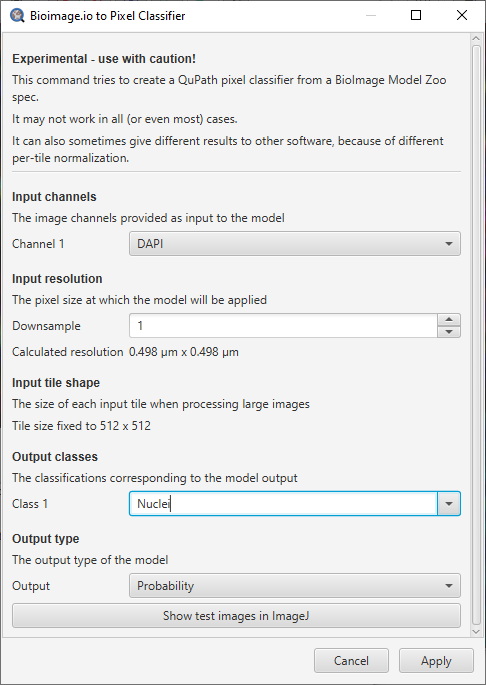 Bioimage.io to Pixel Classifier
Experimental - use with caution!
This command tries to create a QuPath pixel classifier from a BioImage Model Zoo
spec.
It may not work in all (or even most) cases.
It can also sometimes give different results to other software, because of different
per-tile normalization.
Input channels
The image channels provided as input to the model
Channel 1 DAPI
Input resolution
The pixel size at which the model will be applied
Downsample 1
Calculated resolution 0.498 µm x 0.498 µm
Input tile shape
The size of each input tile when processing large images
Tile size fixed to 512 x 512
Output classes
The classifications corresponding to the model output
Class 1 Nuclei
Output type
The output type of the model
Output Probability
Show test images in ImageJ
Cancel Apply